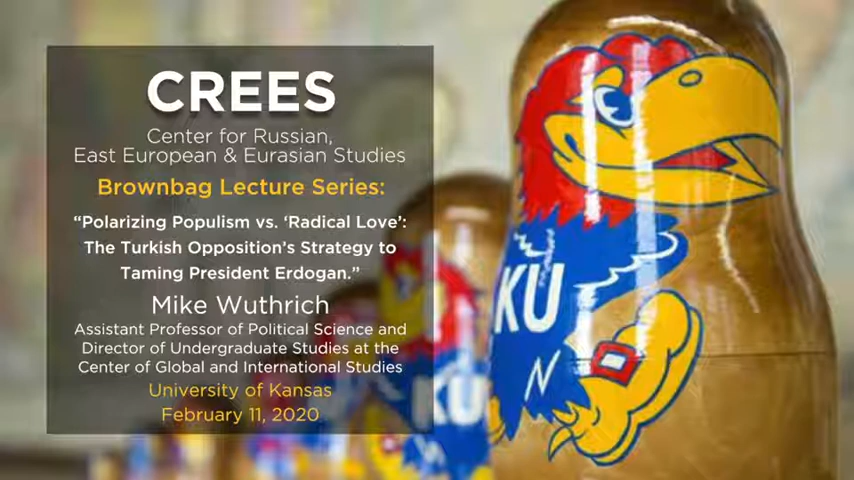 CREES
Center for Russian,
East European & Eurasian Studies
Brownbag Lecture Series:
“Polarizing Populism vs. ‘Radical Love’:
The Turkish Opposition’s Strategy to
Taming President Erdogan.”
Mike Wuthrich
Assistant Professor of Political Science and
Director of Undergraduate Studies at the
Center of Global and International Studies
University of Kansas
February 11, 2020
KU
KU